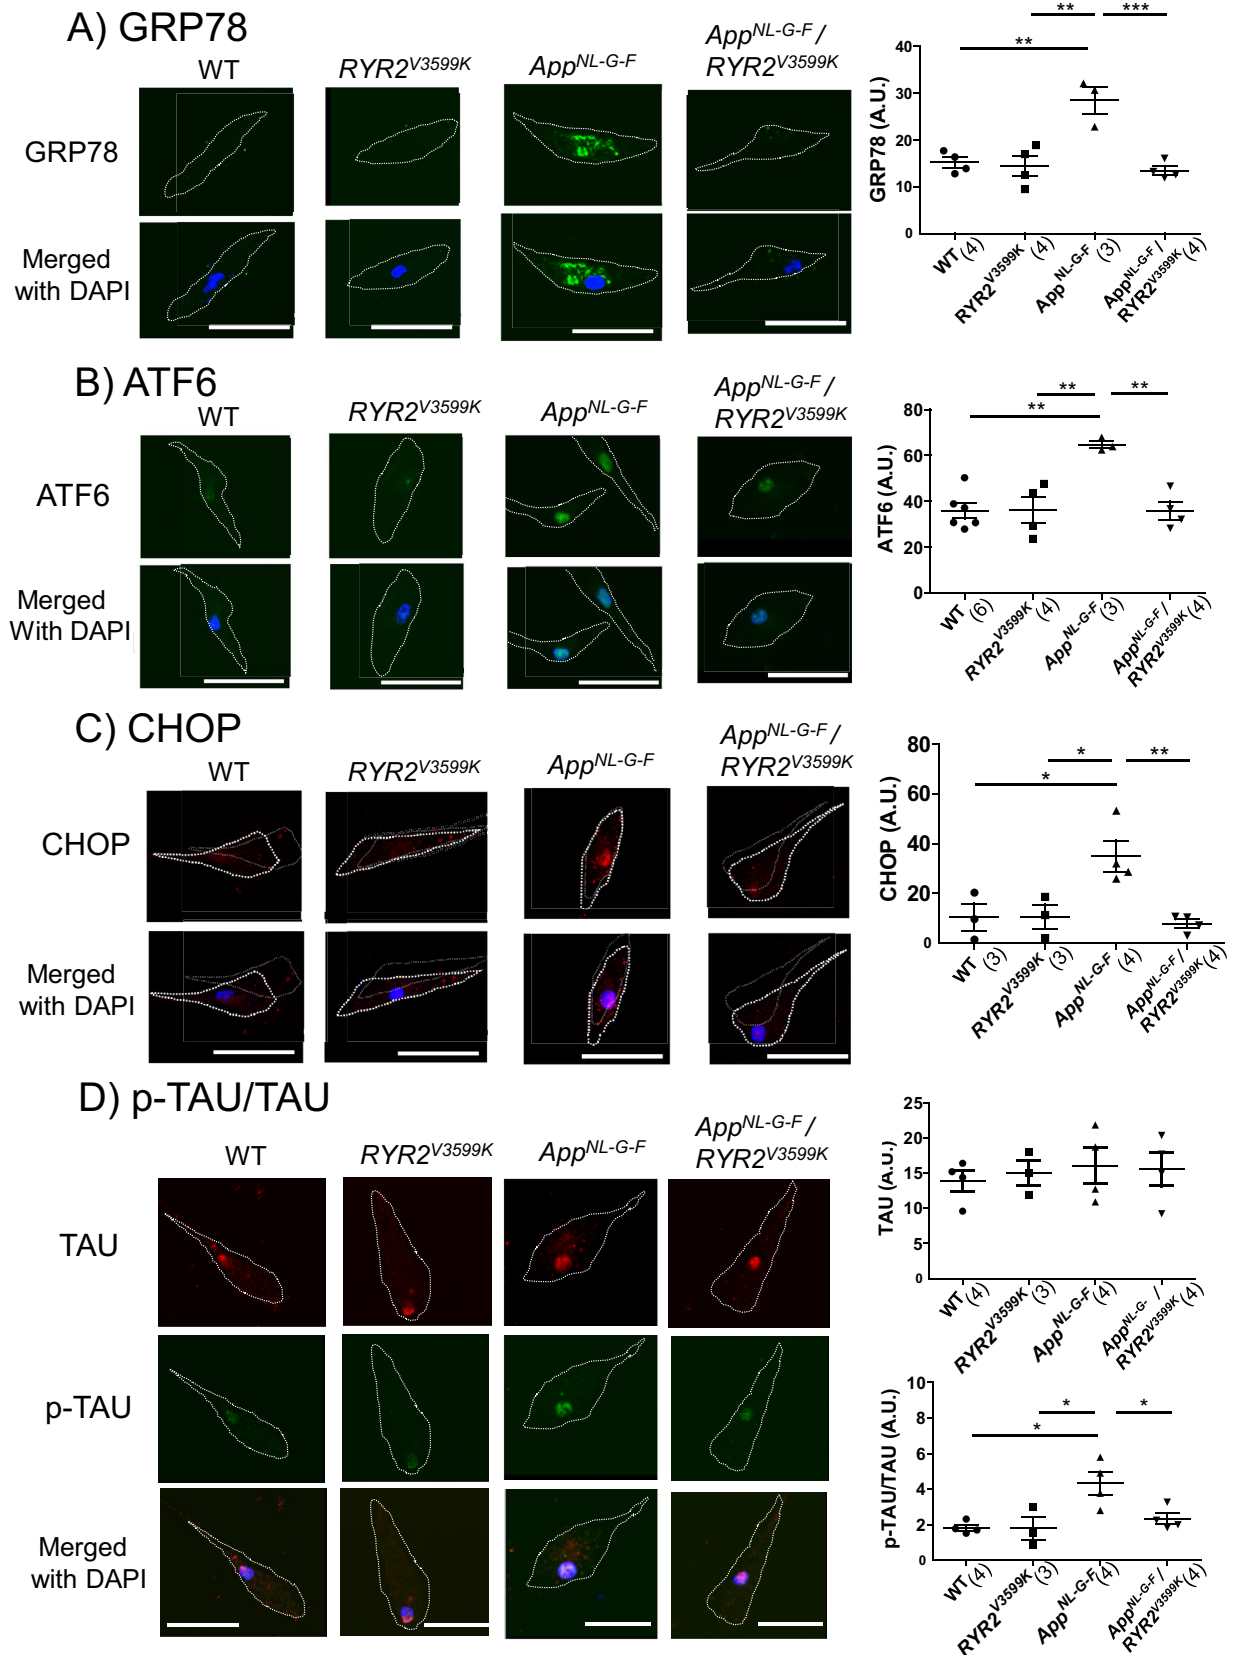 A) GRP78
WT
RYR2V3599K
AppNL-G-F
AppNL-G-F /
RYR2V3599K
GRP78
Merged
with DAPI
** ***
**
40
30
20
10
0
GRP78 (A.U.)
WT (4)
RYR2V3599K (4)
AppNL-G-F (3)
AppNL-G-F /
RYR2V3599K (4)
B) ATF6
WT
RYR2V3599K
AppNL-G-F
AppNL-G-F /
RYR2V3599K
ATF6
Merged
With DAPI
** **
**
80
60
40
20
0
ATF6 (A.U.)
WT (6)
RYR2V3599K (4)
AppNL-G-F (3)
AppNL-G-F /
RYR2V3599K (4)
C) CHOP
WT
RYR2V3599K
AppNL-G-F
AppNL-G-F /
RYR2V3599K
CHOP
Merged
with DAPI
* **
*
80
60
40
20
0
CHOP (A.U.)
WT (3)
RYR2V3599K (3)
AppNL-G-F (4)
AppNL-G-F /
RYR2V3599K (4)
D) p-TAU/TAU
WT
RYR2V3599K
AppNL-G-F
AppNL-G-F /
RYR2V3599K
TAU
p-TAU
Merged
with DAPI
25
20
15
10
5
0
TAU (A.U.)
WT (4)
RYR2V3599K (3)
AppNL-G-F (4)
AppNL-G- /
RYR2V3599K (4)
* *
*
10
8
6
4
2
0
p-TAU/TAU (A.U.)
WT (4)
RYR2V3599K (3)
AppNL-G-F (4)
AppNL-G-F /
RYR2V3599K (4)